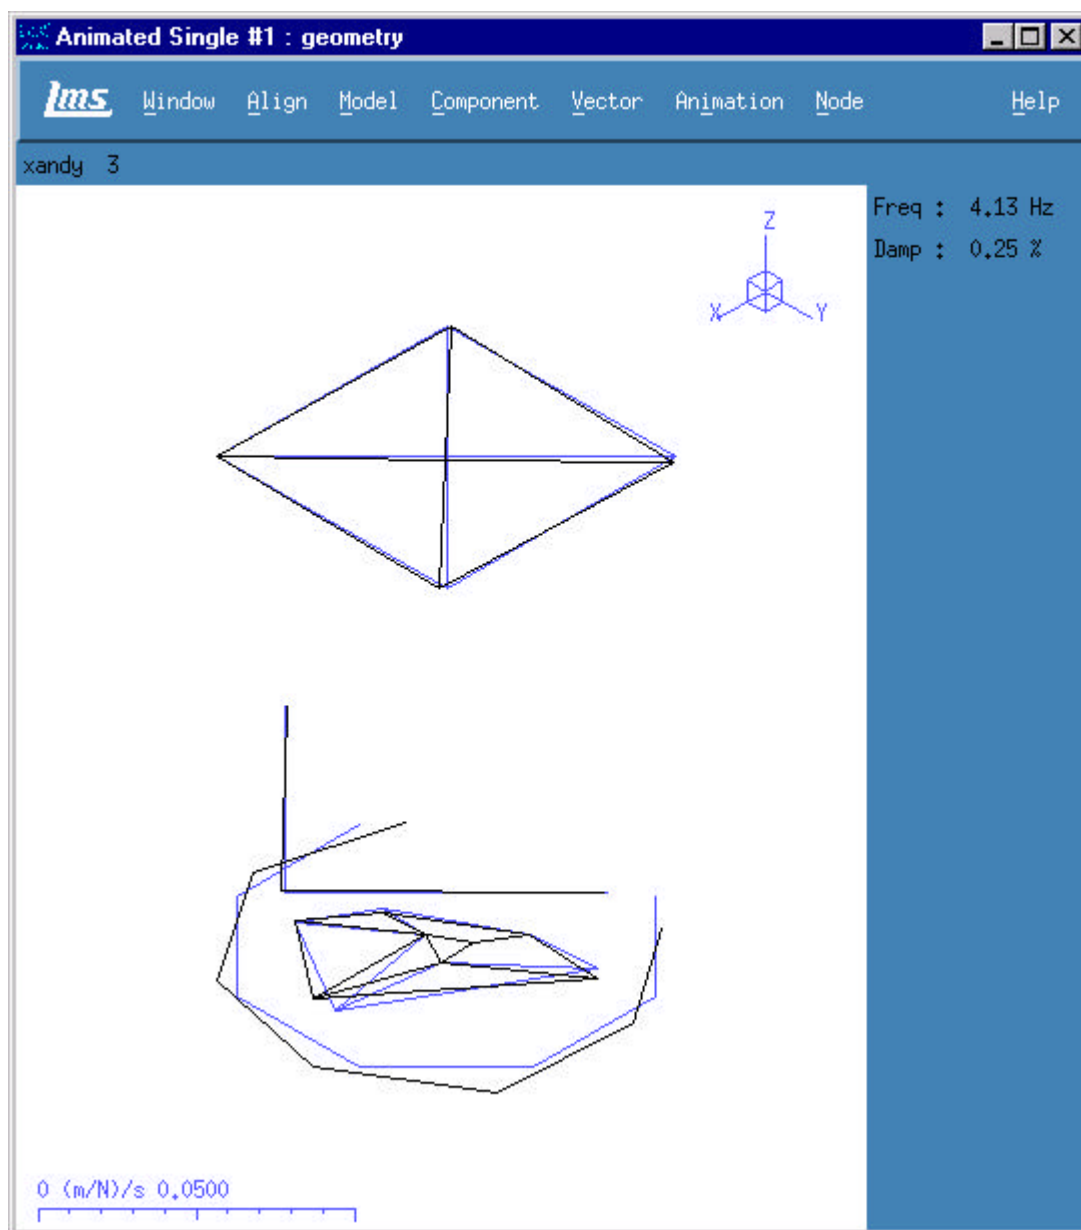 Animated Single #1 : geometry
lms Window Align Model Component Vector Animation Node Help
xandy 3
Freq : 4.13 Hz
Damp : 0.25 %
Z
X Y
0 (m/N)/s 0.0500